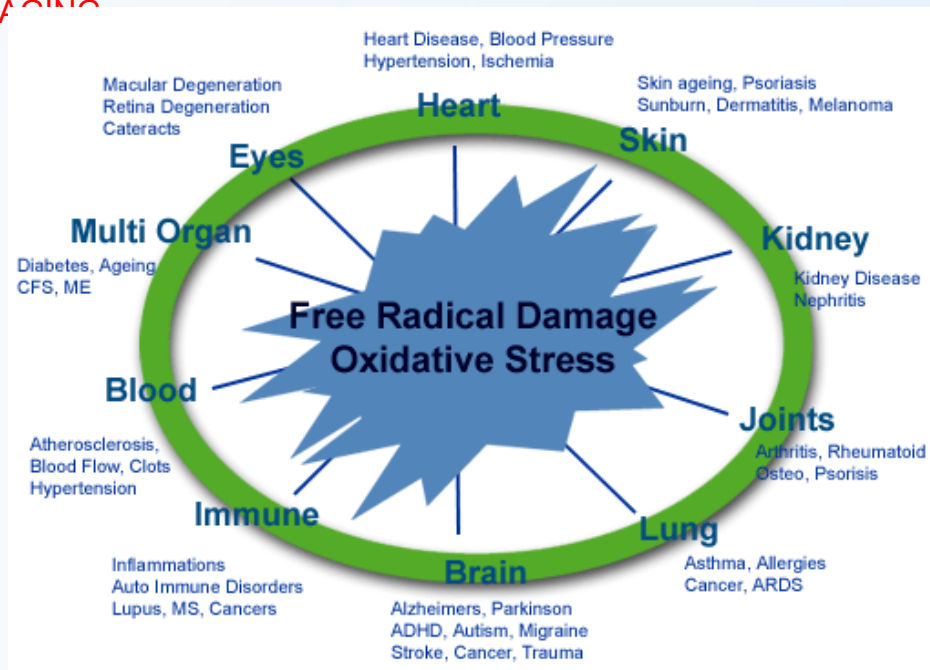 AGING
Heart Disease, Blood Pressure
Hypertension, Ischemia
Heart
Skin ageing, Psoriasis
Sunburn, Dermatitis, Melanoma
Skin
Macular Degeneration
Retina Degeneration
Cateracts
Eyes
Multi Organ
Diabetes, Ageing
CFS, ME
Kidney
Kidney Disease
Nephritis
Free Radical Damage
Oxidative Stress
Blood
Atherosclerosis,
Blood Flow, Clots
Hypertension
Joints
Arthritis, Rheumatoid
Osteo, Psorisis
Immune
Inflammations
Auto Immune Disorders
Lupus, MS, Cancers
Lung
Asthma, Allergies
Cancer, ARDS
Brain
Alzheimers, Parkinson
ADHD, Autism, Migraine
Stroke, Cancer, Trauma